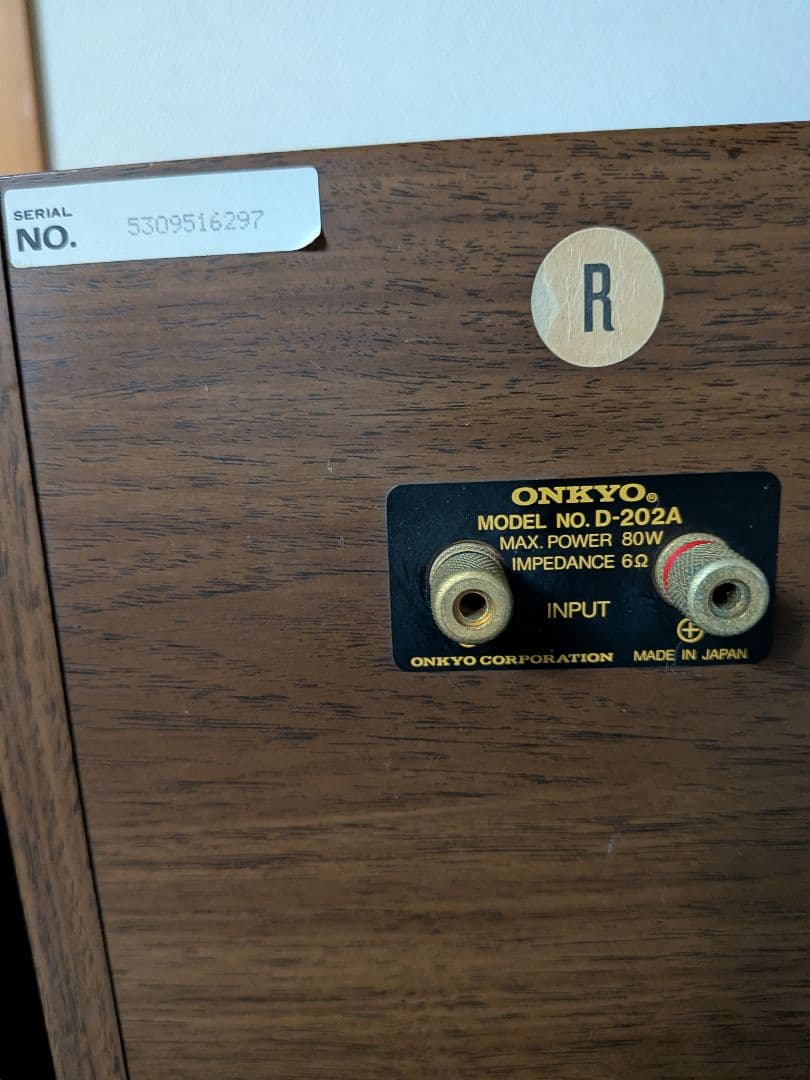 SERIAL
NO. 5309516297
R
ONKYO®
MODEL NO. D-202A
MAX. POWER 80W
IMPEDANCE 6Ω
INPUT
⊕
ONKYO CORPORATION MADE IN JAPAN